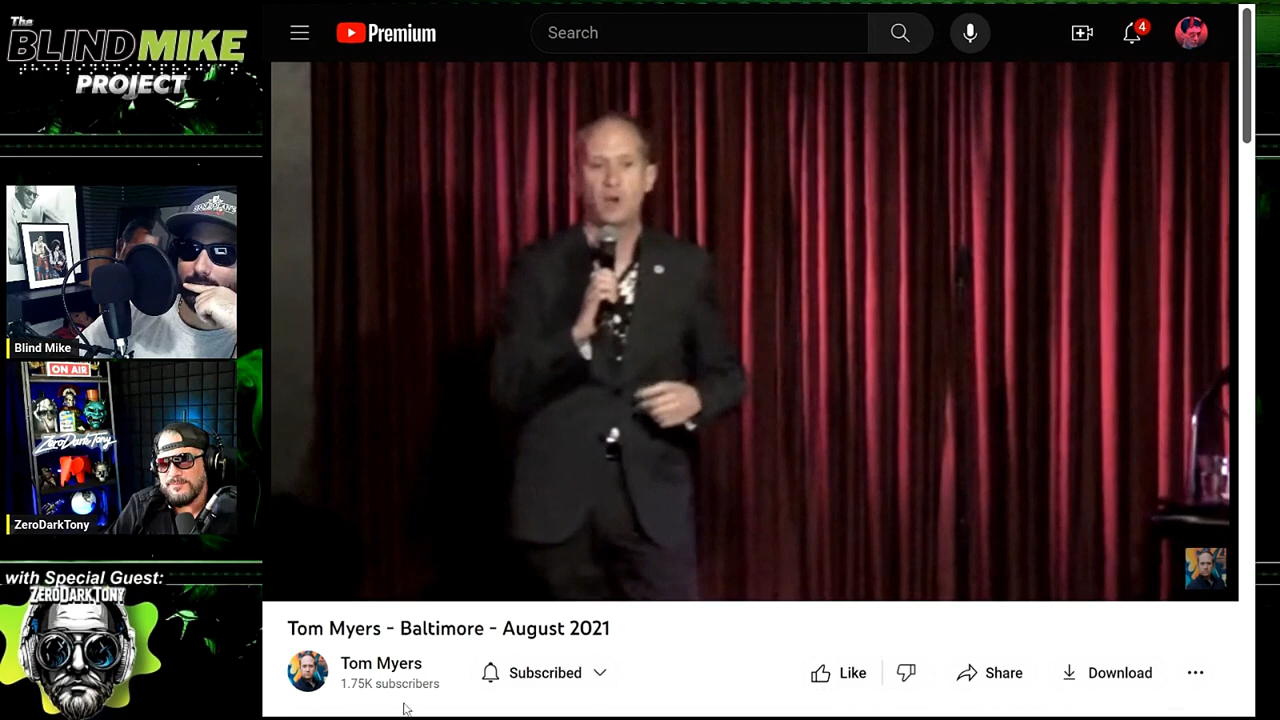 The
BLIND MIKE
PROJECT
Premium
Search
4
Blind Mike
ON AIR
ZeroDarkTony
ZeroDarkTony
with Special Guest:
ZERODARKTONY
Tom Myers - Baltimore - August 2021
Tom Myers
1.75K subscribers
Subscribed
Like
Share
Download